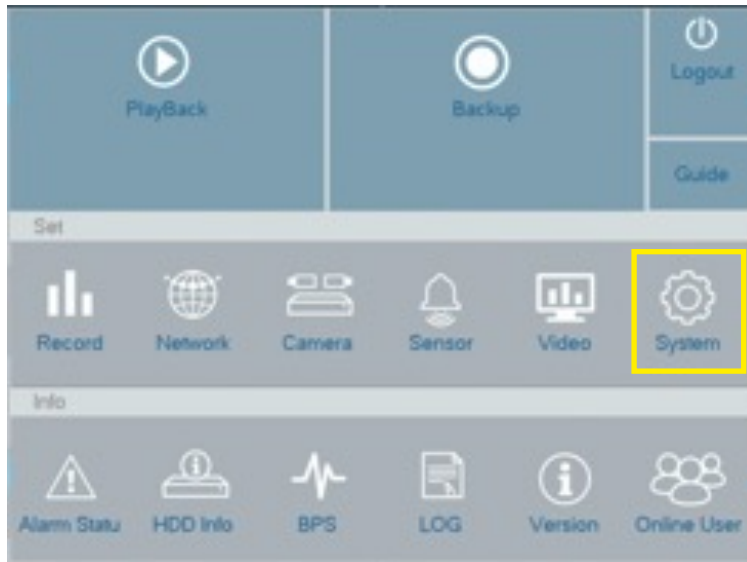 Logout
PlayBack
Backup
Guide
Set
Record
Network
Camera
Sensor
Video
System
Info
Alarm Statu
HDD Info
BPS
LOG
Version
Online User